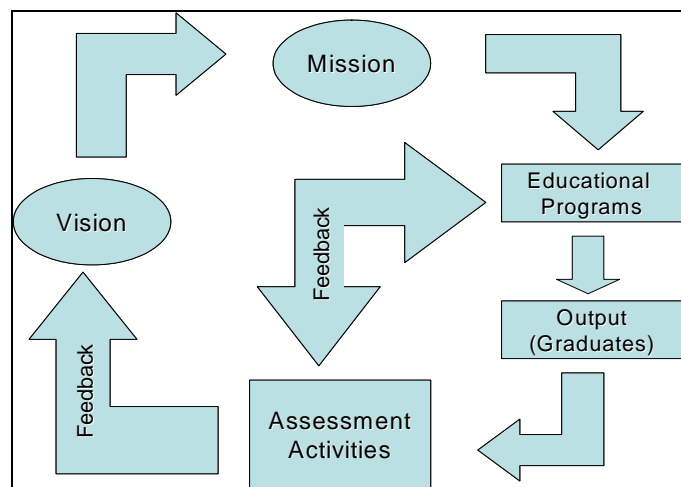 Mission
Educational
Programs
Vision
Feedback
Output
(Graduates)
Feedback
Assessment
Activities